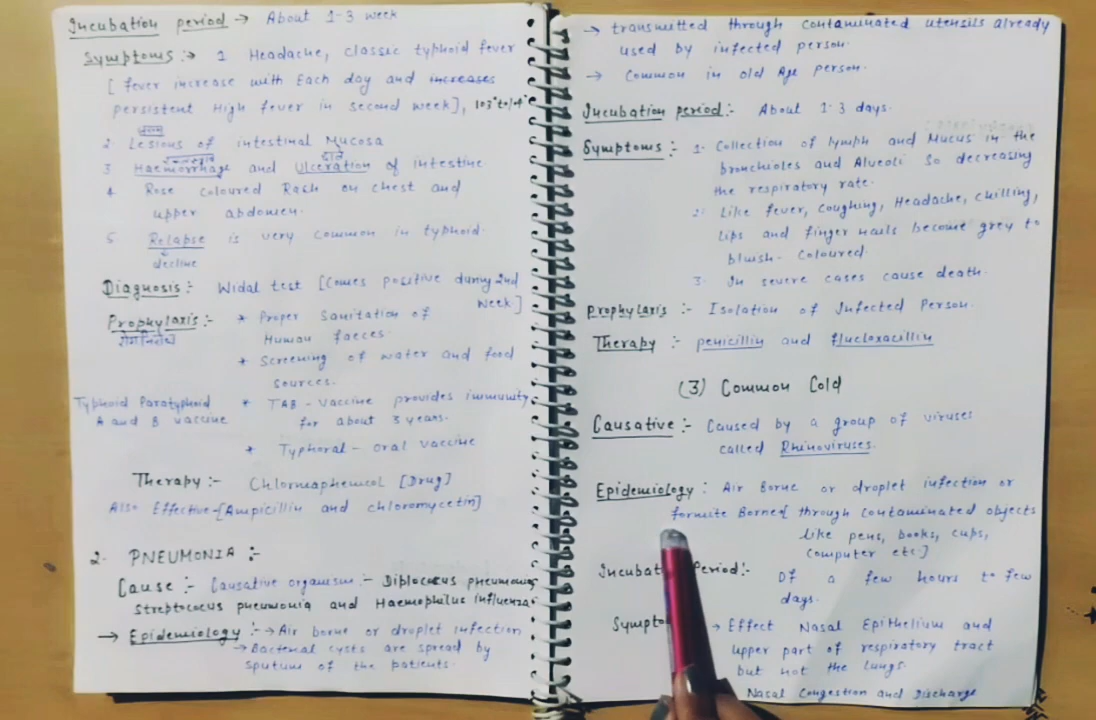 Incubation period → About 1-3 week
Symptoms :→ 1 Headache, classic typhoid fever
[ fever increase with Each day and increases
persistent High fever in second week],
2. Lesions of intestinal Mucosa
3 Haemorrhage and Ulceration of intestine
4 Rose coloured Rash on chest and
upper abdomen.
5. Relapse is very common in typhoid.
decline
Diagnosis :- Widal test [Comes positive during 2nd
Week]
Prophylaxis :- * Proper Sanitation of
रोगनिरोध Human faeces.
* Screening of water and food
sources.
Typhoid Paratyphoid * TAB - Vaccine provides immunity
A and B vaccine for about 3 years.
* Typhoral - oral vaccine
Therapy :- [Drug]
Also Effective - [Ampicillin and chloromycetin]
2. PNEUMONIA :-
Cause :- Causative organism :- Diplococus pneumonia,
Streptococus pneumonia and Haemophilus influenza
→ Epidemiology :- → Air borne or droplet infection
→ Bacterial cysts are spread by
sputum of the patients.
→ transmitted through contaminated utensils already
used by infected person.
→ Common in old Age person.
Incubation period :- About 1-3 days.
Symptoms : 1. Collection of lymph and Mucus in the
bronchioles and Alveoli so decreasing
the respiratory rate.
2. Like fever, Coughing, Headache, chilling,
lips and finger nails become grey to
bluish - coloured.
3. In severe cases cause death.
prophylaxis :- Isolation of Infected Person.
Therapy :- penicillin and flucloxacillin
(3) Common Cold
Causative :- Caused by a group of viruses
called Rhinoviruses.
Epidemiology : Air Borne or droplet infection or
formite Borne[ through contaminated objects
like pens, books, cups,
computer etc.]
Period :- Of a few hours to few
days.
→ Effect Nasal Epithelium and
upper part of respiratory tract
but not the lungs.
Nasal Congestion and Discharge